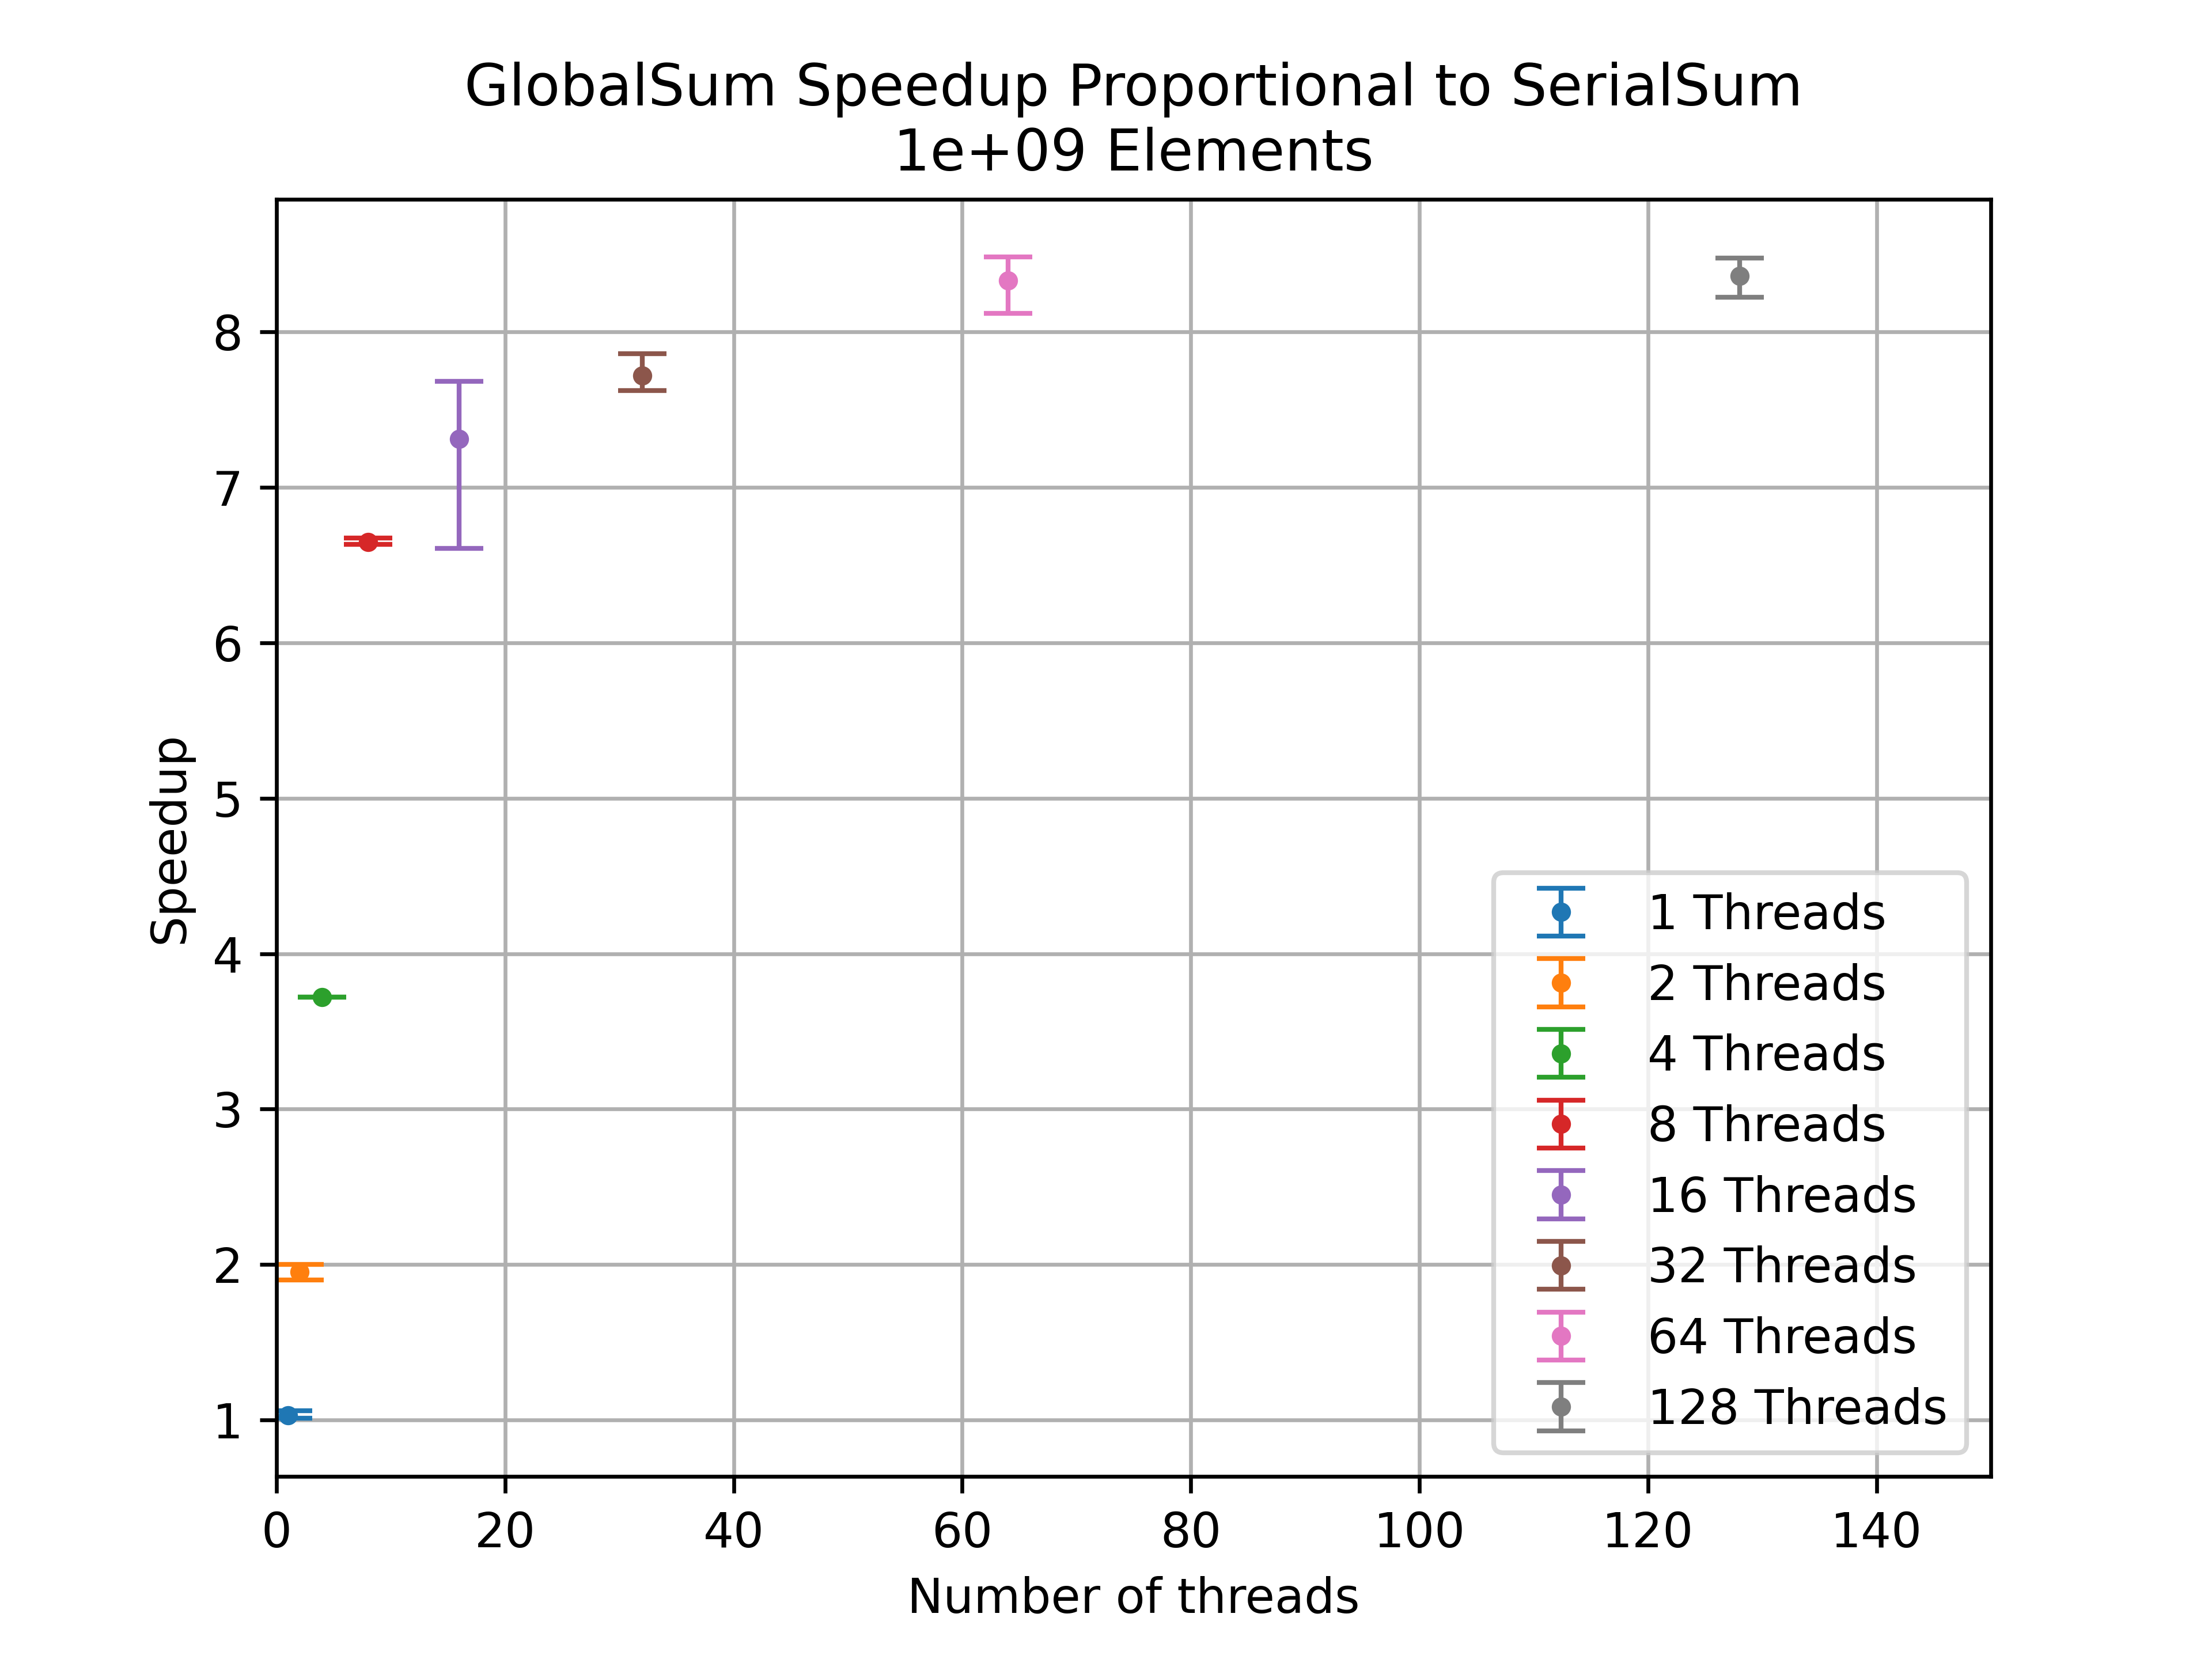 GlobalSum Speedup Proportional to SerialSum
1e+09 Elements
Speedup
8
7
6
5
4
3
2
1
1 Threads
2 Threads
4 Threads
8 Threads
16 Threads
32 Threads
64 Threads
128 Threads
0 20 40 60 80 100 120 140
Number of threads